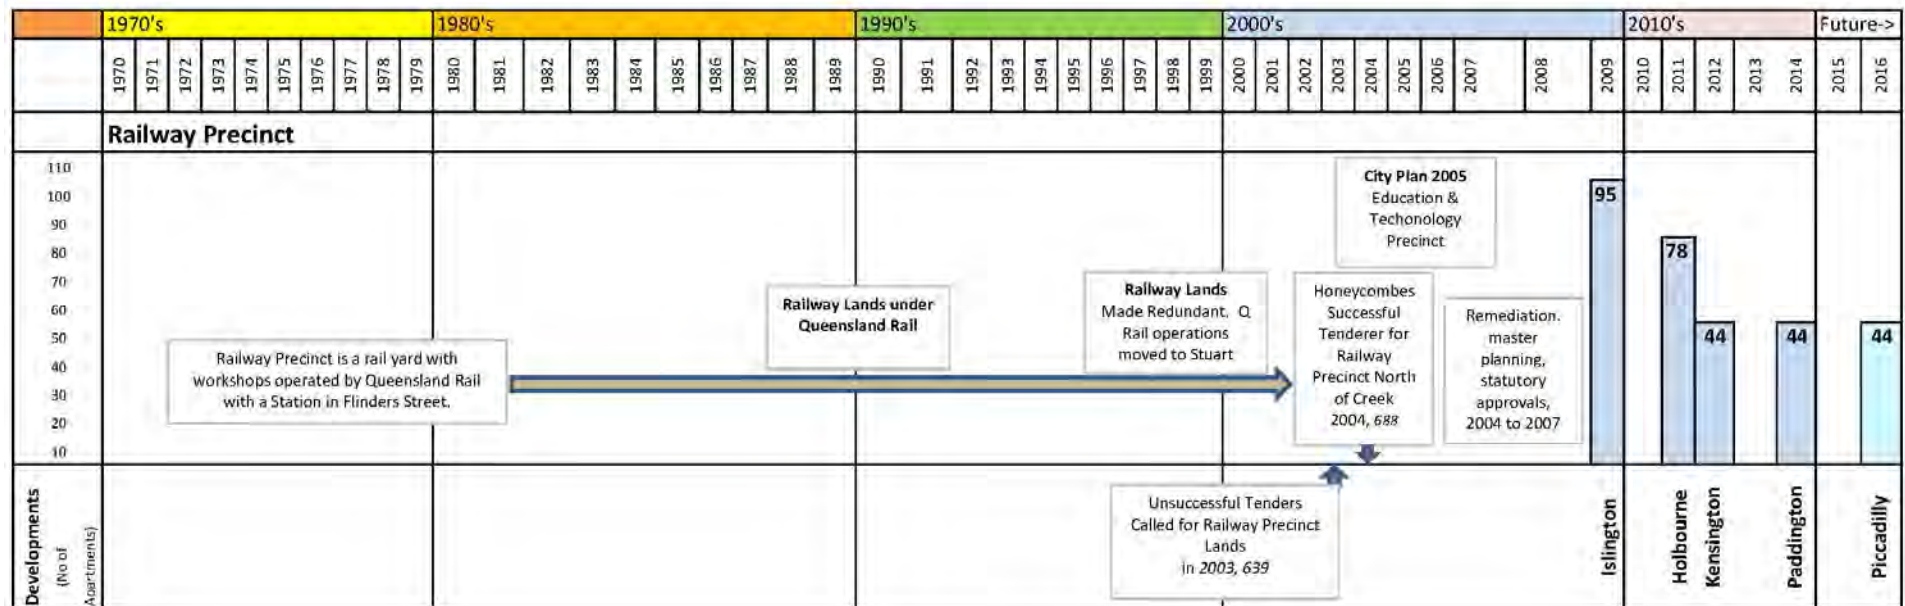 1970's 1980's 1990's 2000's 2010's Future->
1970 1971 1972 1973 1974 1975 1976 1977 1978 1979 1980 1981 1982 1983 1984 1985 1986 1987 1988 1989 1990 1991 1992 1993 1994 1995 1996 1997 1998 1999 2000 2001 2002 2003 2004 2005 2006 2007 2008 2009 2010 2011 2012 2013 2014 2015 2016
Railway Precinct
110
100
90
80
70
60
50
40
30
20
10
Railway Precinct is a rail yard with
workshops operated by Queensland Rail
with a Station in Flinders Street.
Railway Lands under
Queensland Rail
Railway Lands
Made Redundant. Q
Rail operations
moved to Stuart
City Plan 2005
Education &
Techonology
Precinct
Honeycombes
Successful
Tenderer for
Railway
Precinct North
of Creek
2004, 688
Remediation.
master
planning,
statutory
approvals,
2004 to 2007
95
78
44
44
44
Unsuccessful Tenders
Called for Railway Precinct
Lands
in 2003, 639
Developments
(No of
Apartments)
Islington
Holbourne
Kensington
Paddington
Piccadilly